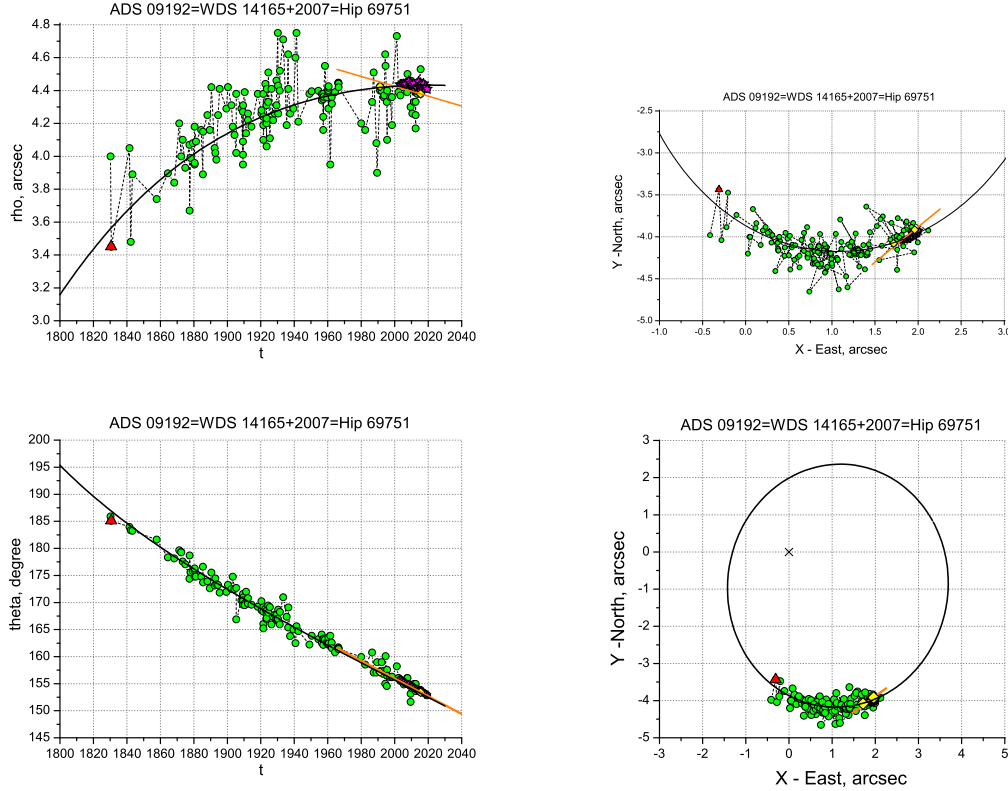 ADS 09192=WDS 14165+2007=Hip 69751
4.8
4.6
4.4
4.2
4.0
3.8
3.6
3.4
3.2
3.0
rho, arcsec
1800 1820 1840 1860 1880 1900 1920 1940 1960 1980 2000 2020 2040
t
ADS 09192=WDS 14165+2007=Hip 69751
-2.5
-3.0
-3.5
-4.0
-4.5
-5.0
Y -North, arcsec
-1.0 -0.5 0.0 0.5 1.0 1.5 2.0 2.5 3.0
X - East, arcsec
ADS 09192=WDS 14165+2007=Hip 69751
200
195
190
185
180
175
170
165
160
155
150
145
theta, degree
1800 1820 1840 1860 1880 1900 1920 1940 1960 1980 2000 2020 2040
t
ADS 09192=WDS 14165+2007=Hip 69751
3
2
1
0
-1
-2
-3
-4
-5
Y -North, arcsec
-3 -2 -1 0 1 2 3 4 5
X - East, arcsec